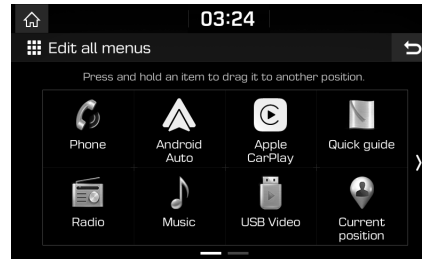 03:24
Edit all menus
Press and hold an item to drag it to another position.
Phone
Android
Auto
Apple
CarPlay
Quick guide
Radio
Music
USB Video
Current
position